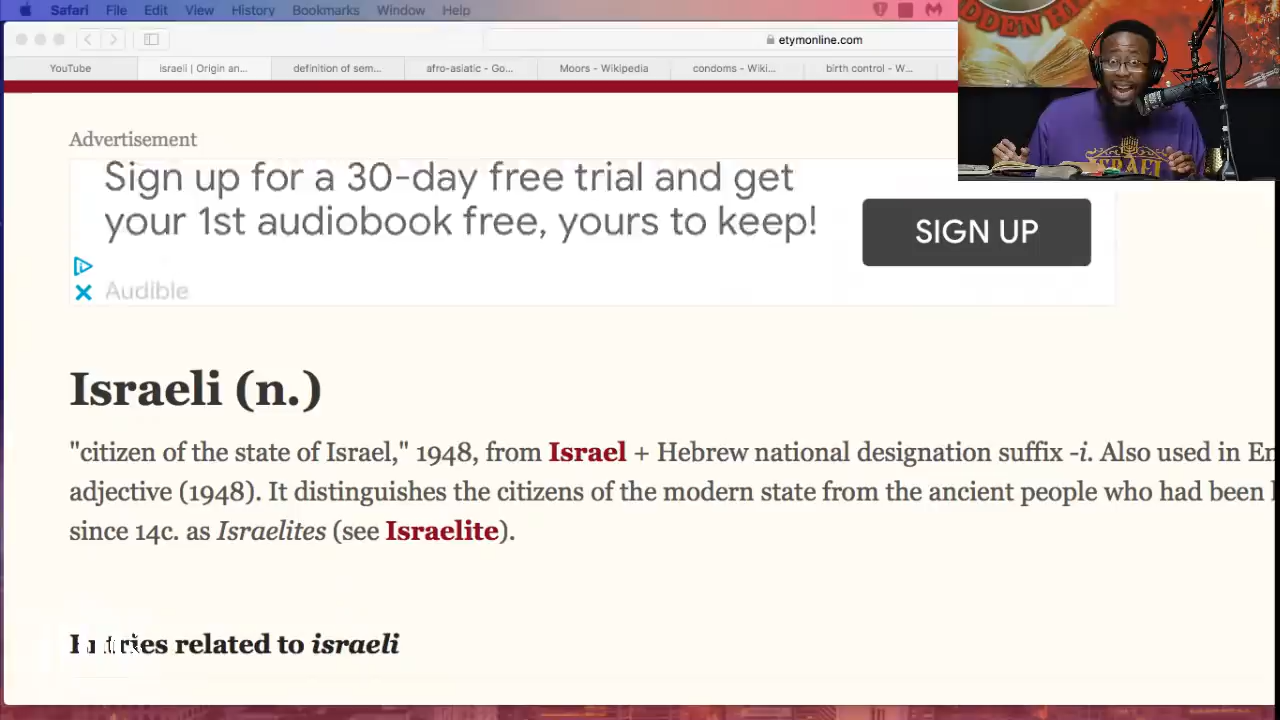 Safari File Edit View History Bookmarks Window Help
etymonline.com
YouTube israeli | Origin an... definition of sem... afro-asiatic - Go... Moors - Wikipedia condoms - Wiki... birth control - W...
Advertisement
Sign up for a 30-day free trial and get
your 1st audiobook free, yours to keep!
SIGN UP
Audible
ISRAEL
Israeli (n.)
"citizen of the state of Israel," 1948, from Israel + Hebrew national designation suffix -i. Also used in En
adjective (1948). It distinguishes the citizens of the modern state from the ancient people who had been
since 14c. as Israelites (see Israelite).
Entries related to israeli